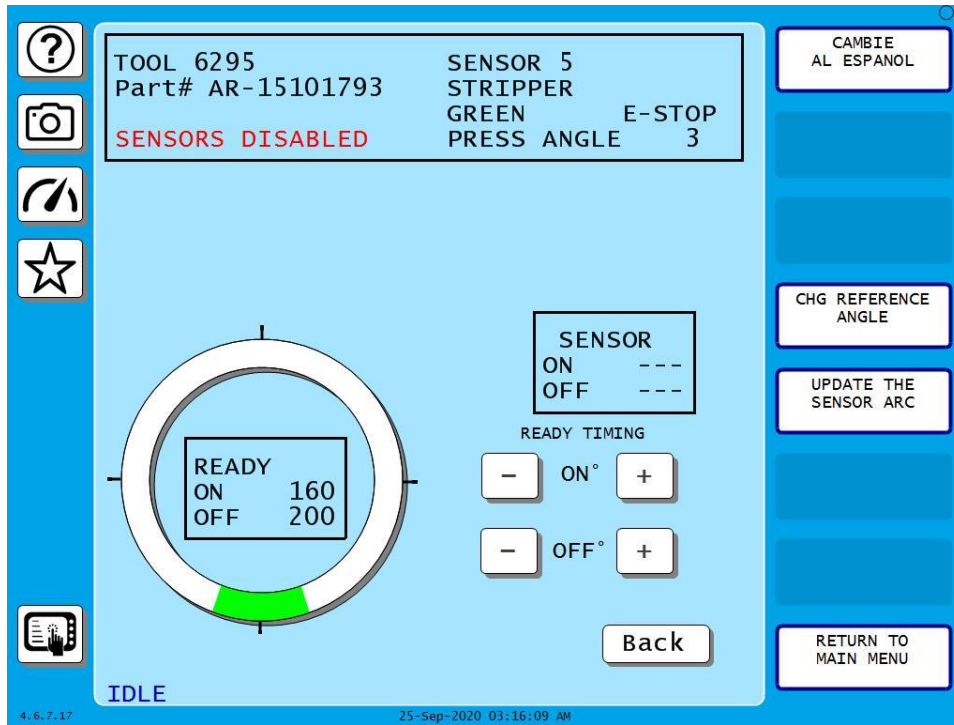 ?
TOOL 6295
Part# AR-15101793
SENSORS DISABLED
SENSOR 5
STRIPPER
GREEN E-STOP
PRESS ANGLE 3
CAMBIE
AL ESPANOL
CHG REFERENCE
ANGLE
SENSOR
ON ---
OFF ---
UPDATE THE
SENSOR ARC
READY TIMING
- ON° +
- OFF° +
READY
ON 160
OFF 200
Back
RETURN TO
MAIN MENU
IDLE
4.6.7.17
25-Sep-2020 03:16:09 AM